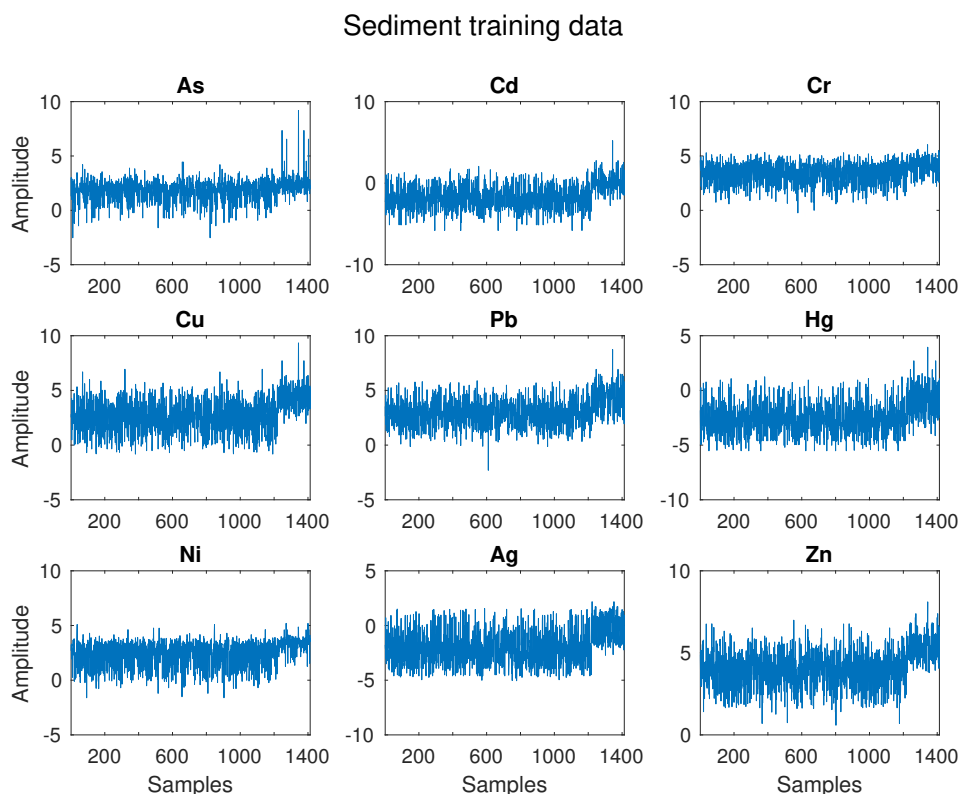 Sediment training data
As Cd Cr
10 10 10
5 5
Amplitude
0 0
0
-5 -10 -5
200 600 1000 1400 200 600 1000 1400 200 600 1000 1400
Cu Pb Hg
10 10 5
5 5 0
Amplitude
0 0 -5
-5 -5 -10
200 600 1000 1400 200 600 1000 1400 200 600 1000 1400
Ni Ag Zn
10 5 10
5 0
Amplitude
5
0 -5
-5 -10 0
200 600 1000 1400 200 600 1000 1400 200 600 1000 1400
Samples Samples Samples